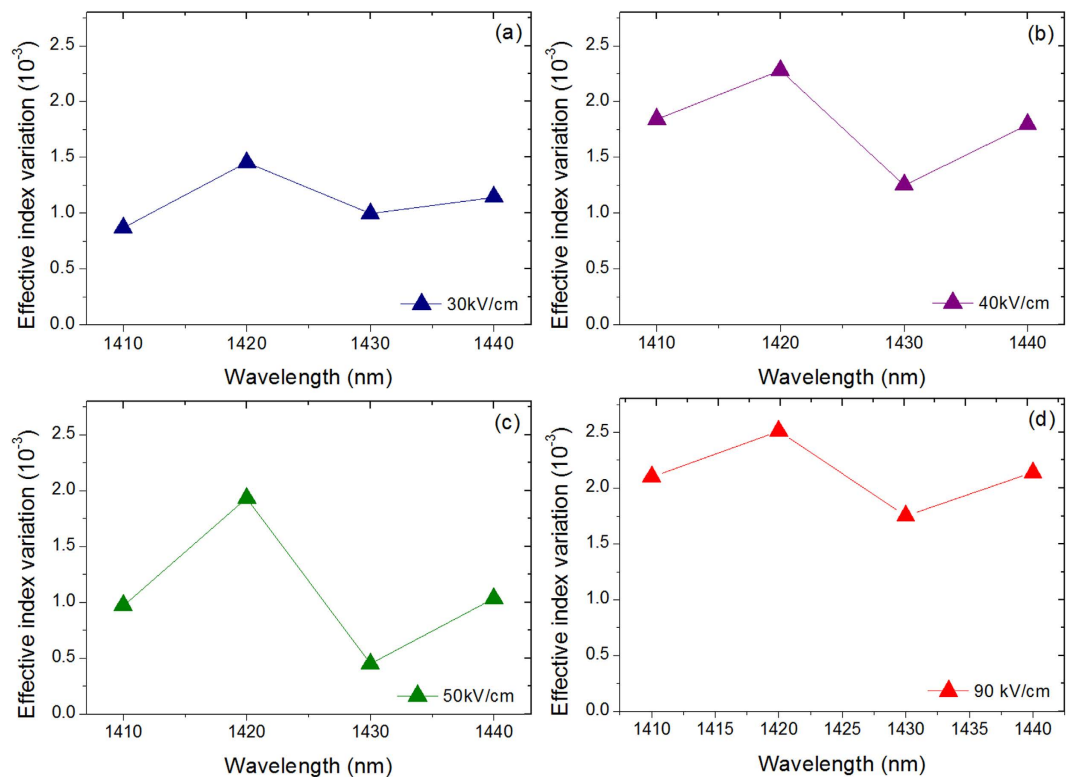 (a)
Effective index variation (10-3)
2.5
2.0
1.5
1.0
0.5
0.0
30kV/cm
1410 1420 1430 1440
Wavelength (nm)
(b)
Effective index variation (10-3)
2.5
2.0
1.5
1.0
0.5
0.0
40kV/cm
1410 1420 1430 1440
Wavelength (nm)
(c)
Effective index variation (10-3)
2.5
2.0
1.5
1.0
0.5
0.0
50kV/cm
1410 1420 1430 1440
Wavelength (nm)
(d)
Effective index variation (10-3)
2.5
2.0
1.5
1.0
0.5
0.0
90 kV/cm
1410 1415 1420 1425 1430 1435 1440
Wavelength (nm)